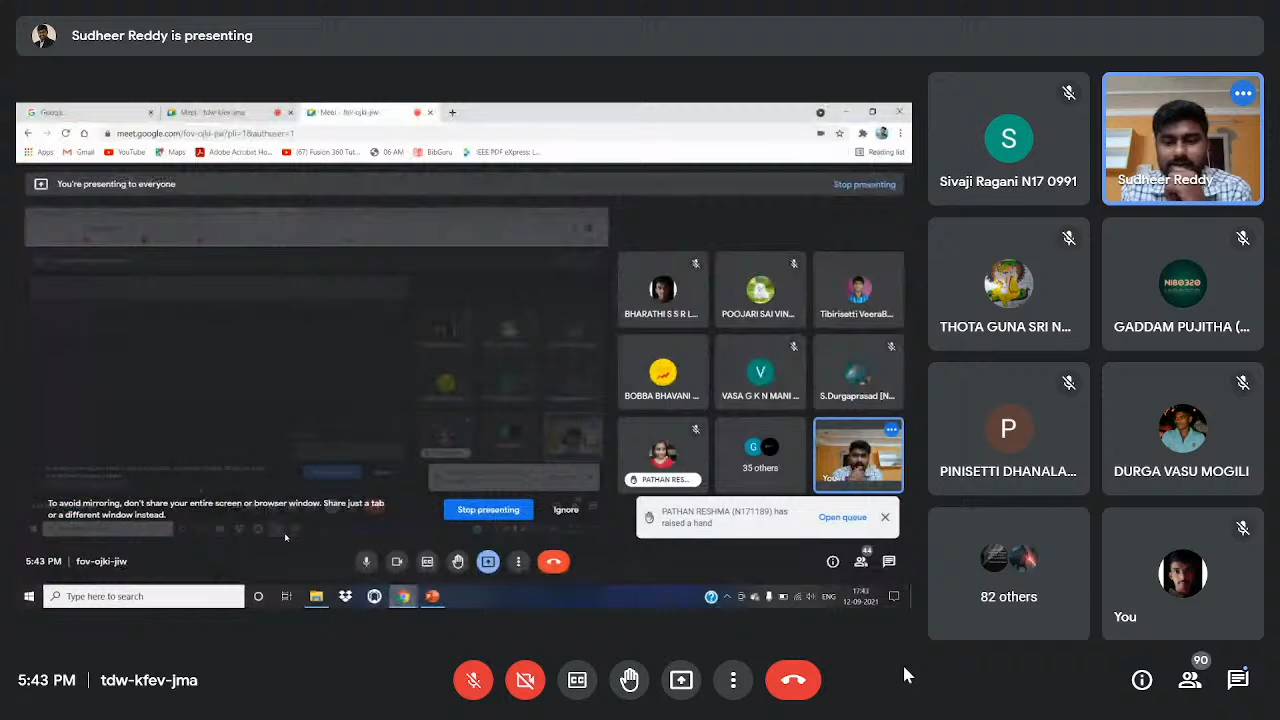 Sudheer Reddy is presenting
Google
Meet - tdw-kfev-jma
Meet - fov-ojki-jiw
meet.google.com/fov-ojki-jiw?pli=1&authuser=1
Apps
Gmail
YouTube
Maps
Adobe Acrobat Ho...
(67) Fusion 360 Tut...
06 AM
BibGuru
IEEE PDF eXpress: L...
Reading list
You're presenting to everyone
Stop presenting
BHARATHI S S R L...
POOJARI SAI VIN...
Tibirisetti VeeraB...
BOBBA BHAVANI ...
V
VASA G K N MANI ...
S.Durgaprasad [N...
PATHAN RES...
G
35 others
You
To avoid mirroring, don't share your entire screen or browser window. Share just a tab
or a different window instead.
Stop presenting
Ignore
PATHAN RESHMA (N171189) has
raised a hand
Open queue
5:43 PM
fov-ojki-jiw
44
Type here to search
ENG
17:43
12-09-2021
S
Sivaji Ragani N17 0991
Sudheer Reddy
THOTA GUNA SRI N...
N180320
GADDAM PUJITHA (...
P
PINISETTI DHANALA...
DURGA VASU MOGILI
82 others
You
5:43 PM
tdw-kfev-jma
CC
90